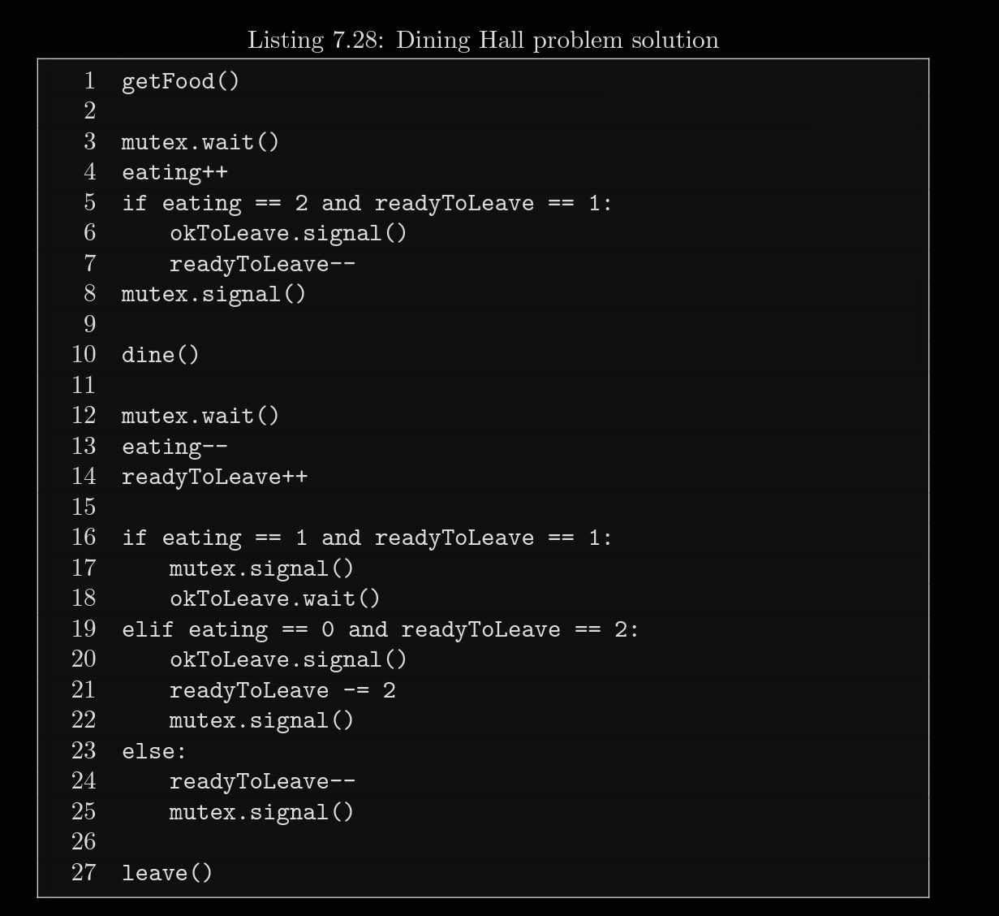 Listing 7.28: Dining Hall problem solution
1 getFood()
2
3 mutex.wait()
4 eating++
5 if eating == 2 and readyToLeave == 1:
6     okToLeave.signal()
7     readyToLeave--
8 mutex.signal()
9
10 dine()
11
12 mutex.wait()
13 eating--
14 readyToLeave++
15
16 if eating == 1 and readyToLeave == 1:
17     mutex.signal()
18     okToLeave.wait()
19 elif eating == 0 and readyToLeave == 2:
20     okToLeave.signal()
21     readyToLeave -= 2
22     mutex.signal()
23 else:
24     readyToLeave--
25     mutex.signal()
26
27 leave()